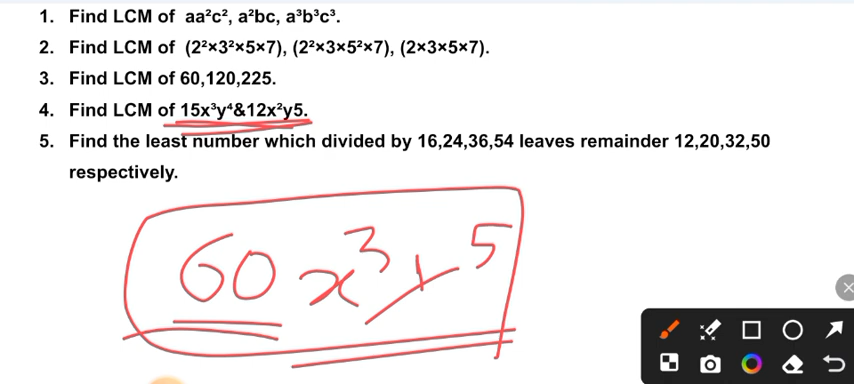 1. Find LCM of aa²c², a²bc, a³b³c³.
2. Find LCM of (2²×3²×5×7), (2²×3×5²×7), (2×3×5×7).
3. Find LCM of 60,120,225.
4. Find LCM of 15x³y⁴&12x²y5.
5. Find the least number which divided by 16,24,36,54 leaves remainder 12,20,32,50
respectively.
60x³y⁵